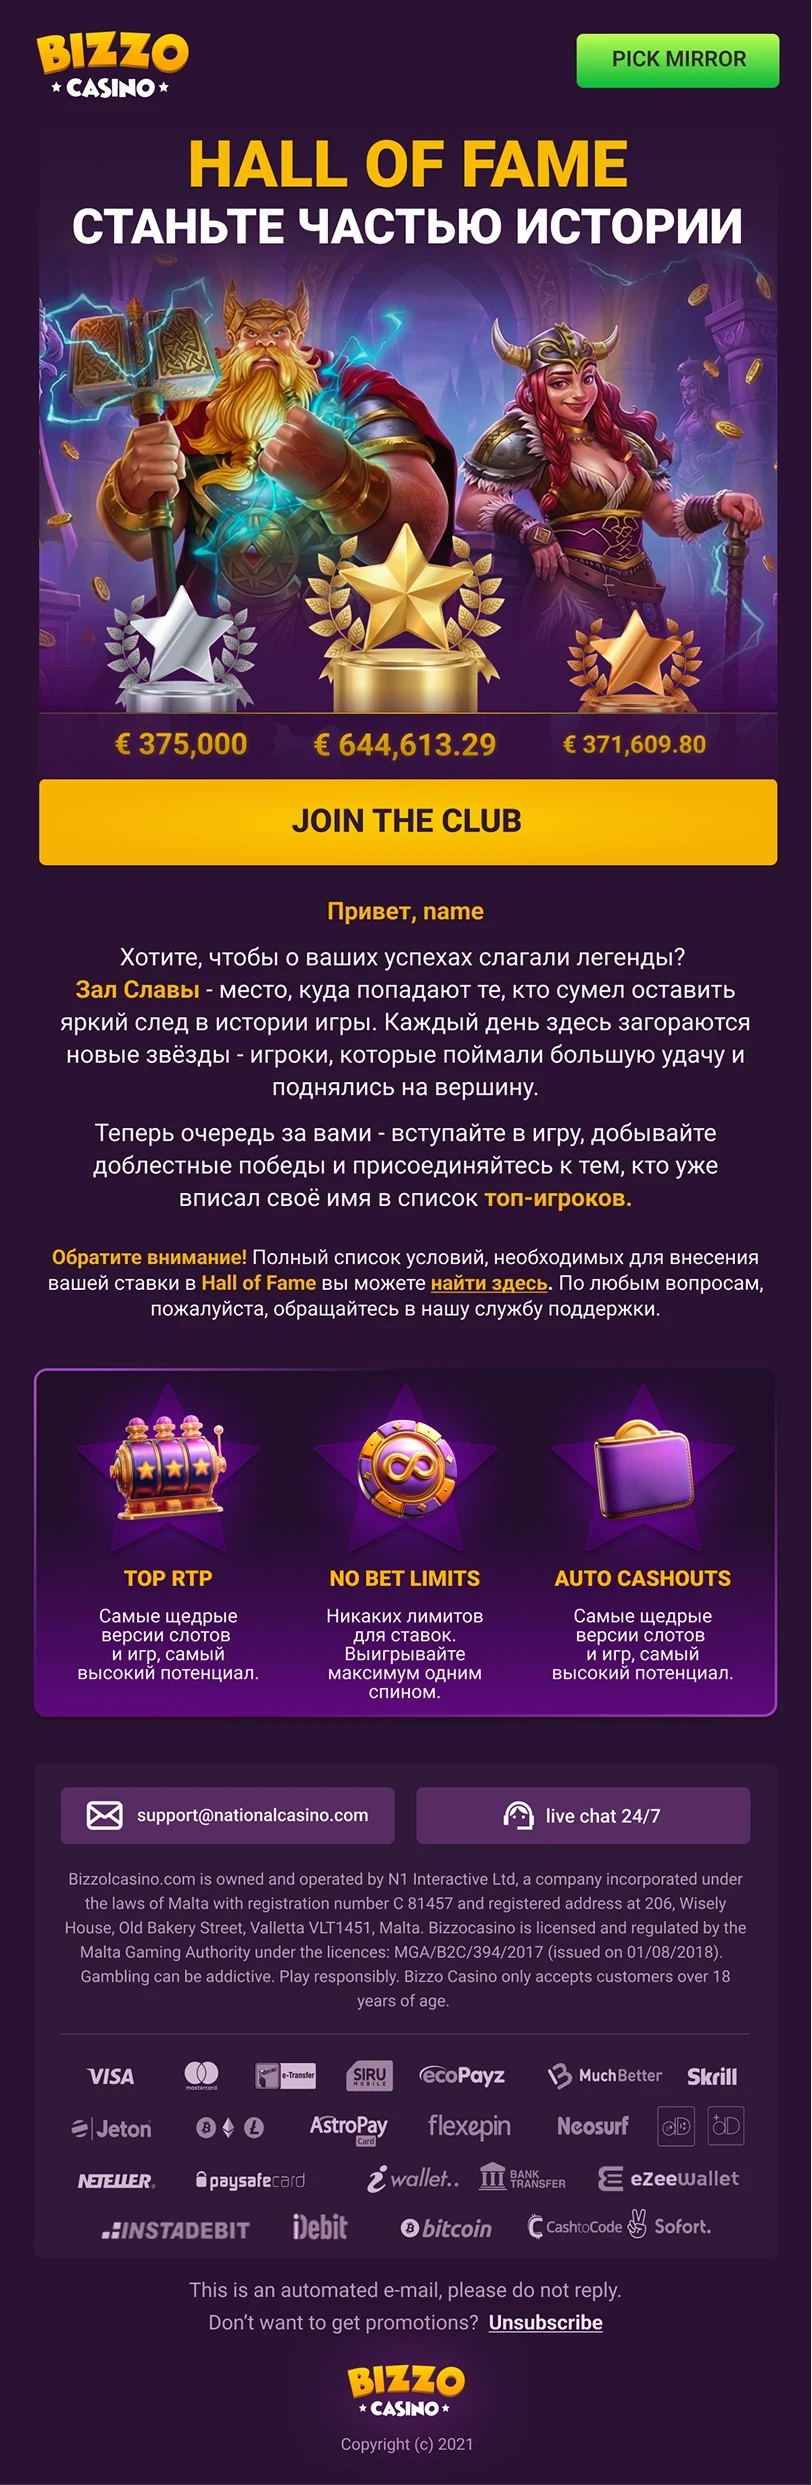 BIZZO
CASINO
PICK MIRROR
HALL OF FAME
СТАНЬТЕ ЧАСТЬЮ ИСТОРИИ
€ 375,000
€ 644,613.29
€ 371,609.80
JOIN THE CLUB
Привет, name
Хотите, чтобы о ваших успехах слагали легенды?
Зал Славы - место, куда попадают те, кто сумел оставить
яркий след в истории игры. Каждый день здесь загораются
новые звёзды - игроки, которые поймали большую удачу и
поднялись на вершину.
Теперь очередь за вами - вступайте в игру, добывайте
доблестные победы и присоединяйтесь к тем, кто уже
вписал своё имя в список топ-игроков.
Обратите внимание! Полный список условий, необходимых для внесения
вашей ставки в Hall of Fame вы можете найти здесь. По любым вопросам,
пожалуйста, обращайтесь в нашу службу поддержки.
TOP RTP
Самые щедрые
версии слотов
и игр, самый
высокий потенциал.
NO BET LIMITS
Никаких лимитов
для ставок.
Выигрывайте
максимум одним
спином.
AUTO CASHOUTS
Самые щедрые
версии слотов
и игр, самый
высокий потенциал.
support@nationalcasino.com
live chat 24/7
Bizzolcasino.com is owned and operated by N1 Interactive Ltd, a company incorporated under
the laws of Malta with registration number C 81457 and registered address at 206, Wisely
House, Old Bakery Street, Valletta VLT1451, Malta. Bizzocasino is licensed and regulated by the
Malta Gaming Authority under the licences: MGA/B2C/394/2017 (issued on 01/08/2018).
Gambling can be addictive. Play responsibly. Bizzo Casino only accepts customers over 18
years of age.
VISA
mastercard
e-Transfer
SIRU
MOBILE
ecoPayz
MuchBetter
Skrill
Jeton
AstroPay
Card
flexepin
Neosurf
NETELLER
paysafecard
iwallet..
BANK
TRANSFER
eZeeWallet
INSTADEBIT
iDebit
bitcoin
CashtoCode
Sofort.
This is an automated e-mail, please do not reply.
Don’t want to get promotions? Unsubscribe
BIZZO
CASINO
Copyright (c) 2021